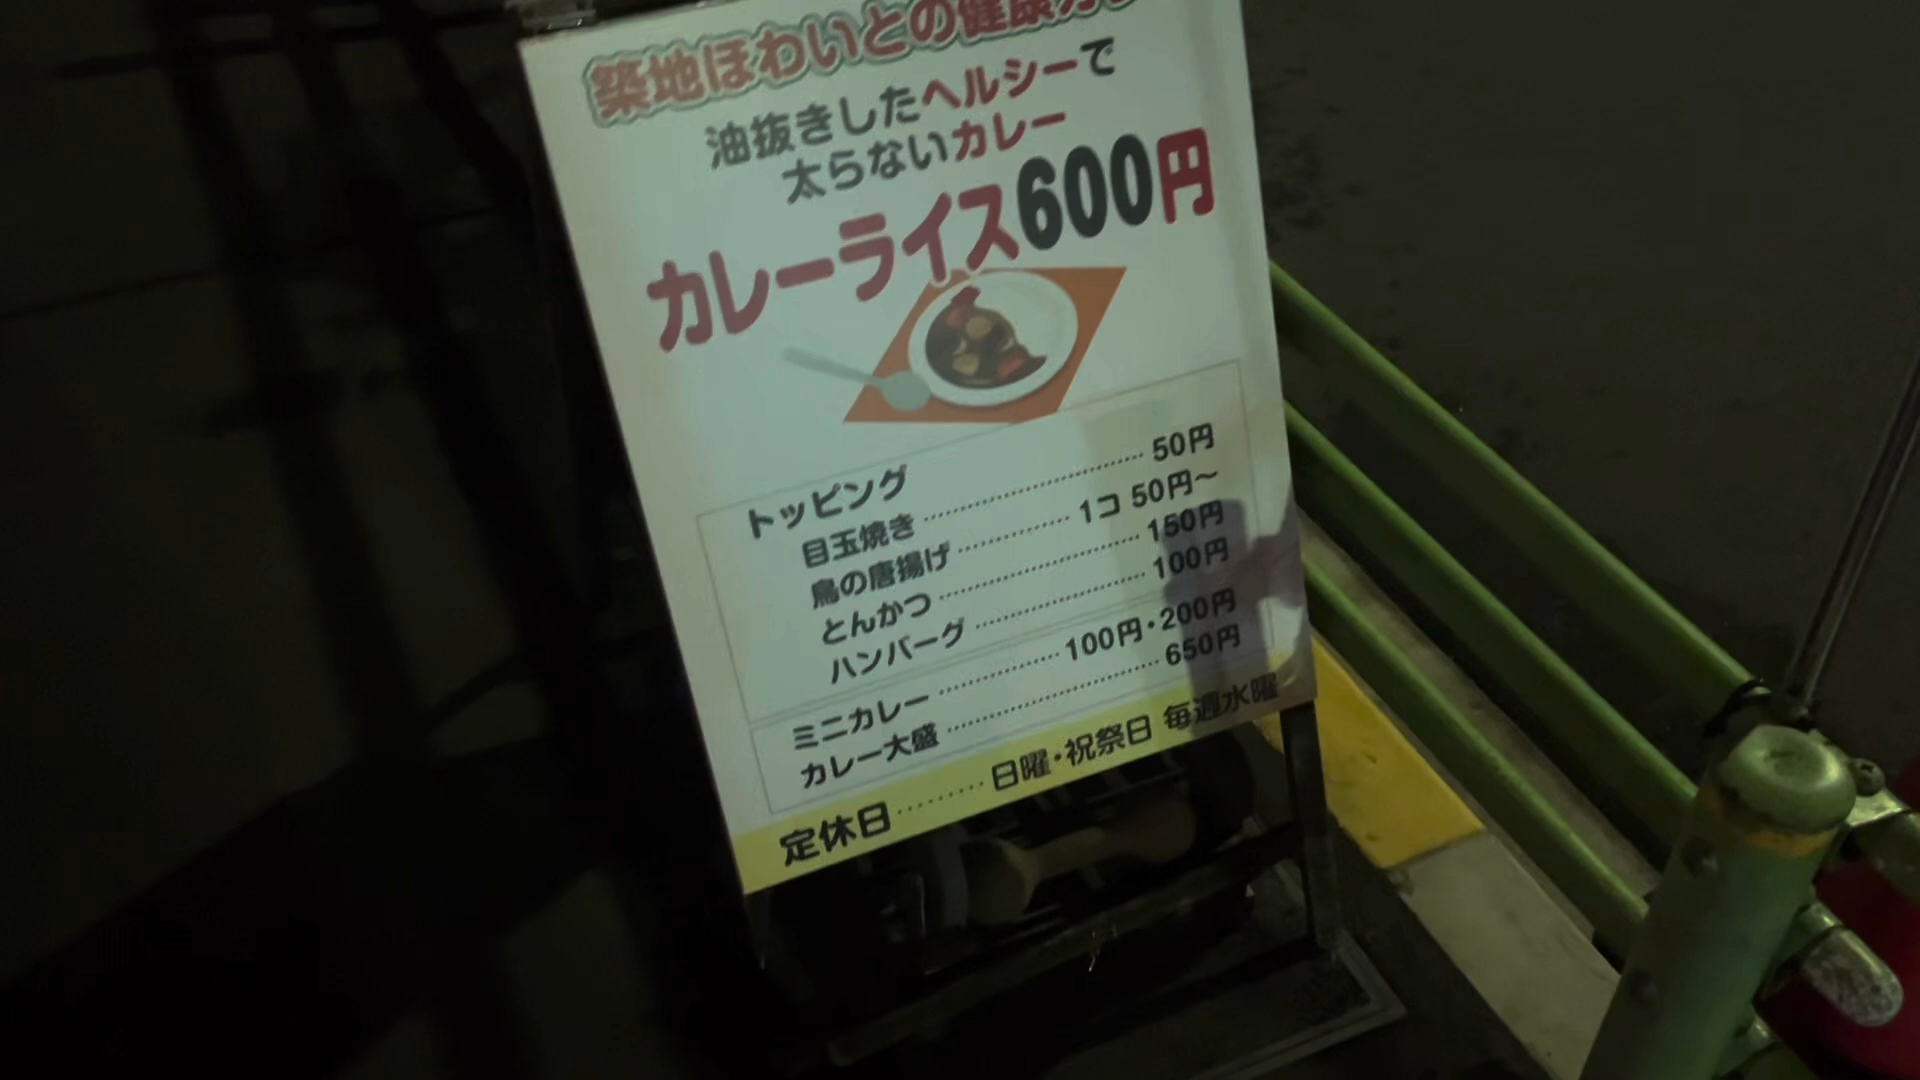 築地ほわいとの健康カレ
油抜きしたヘルシーで
太らないカレー
カレーライス600円
トッピング
目玉焼き 50円
鳥の唐揚げ 1コ 50円～
とんかつ 150円
ハンバーグ 100円
ミニカレー 100円・200円
カレー大盛 650円
定休日 日曜・祝祭日 毎週水曜